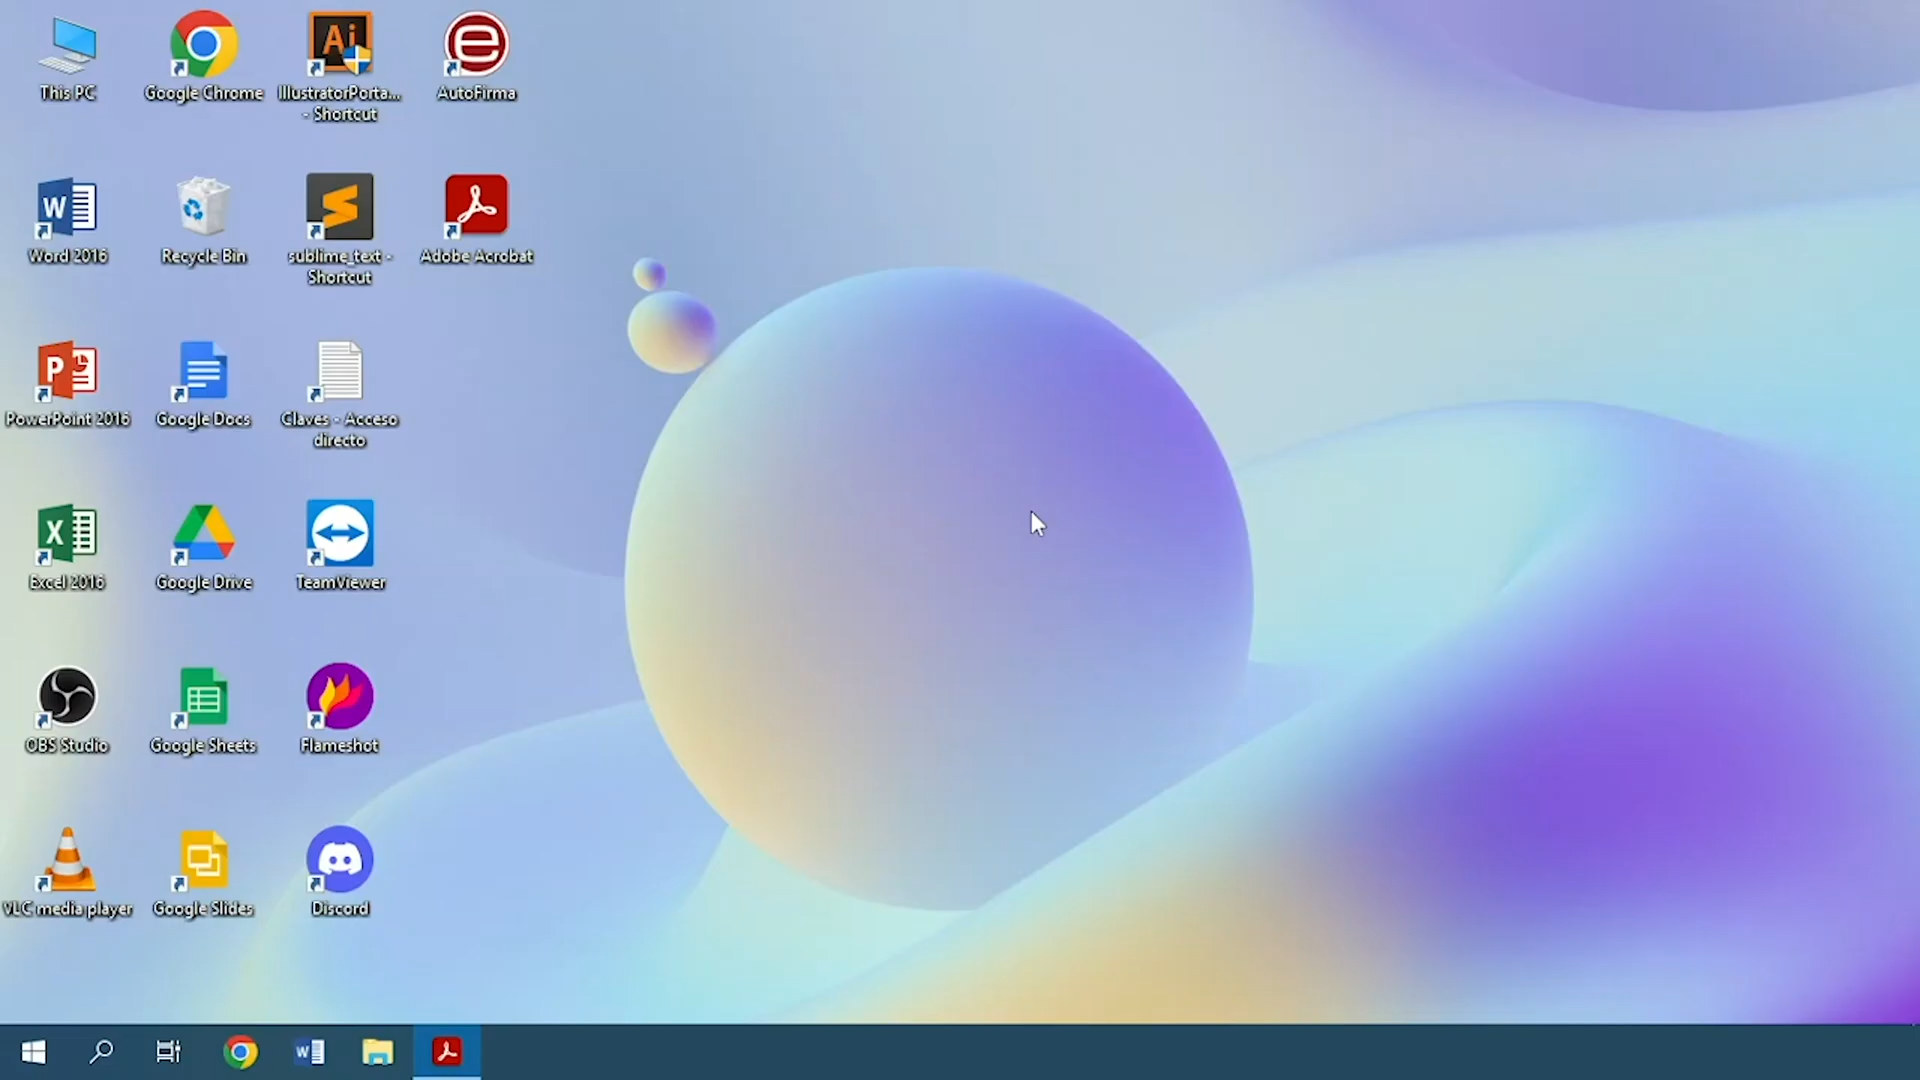 This PC
Google Chrome
Ai
IllustratorPorta...
- Shortcut
AutoFirma
W
Word 2016
Recycle Bin
sublime_text -
Shortcut
Adobe Acrobat
P
PowerPoint 2016
Google Docs
Claves - Acceso
directo
X
Excel 2016
Google Drive
TeamViewer
OBS Studio
Google Sheets
Flameshot
VLC media player
Google Slides
Discord
W